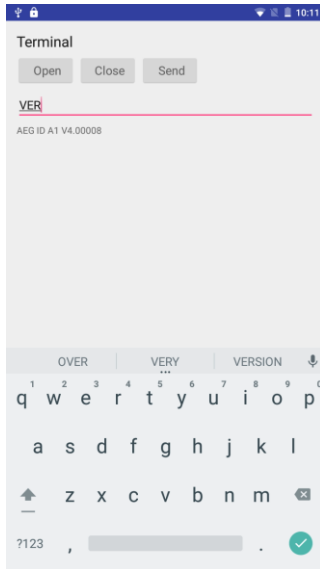 10:11
Terminal
Open Close Send
VER
AEG ID A1 V4.00008
OVER VERY VERSION
1 2 3 4 5 6 7 8 9 0
q w e r t y u i o p
a s d f g h j k l
z x c v b n m
?123 , .